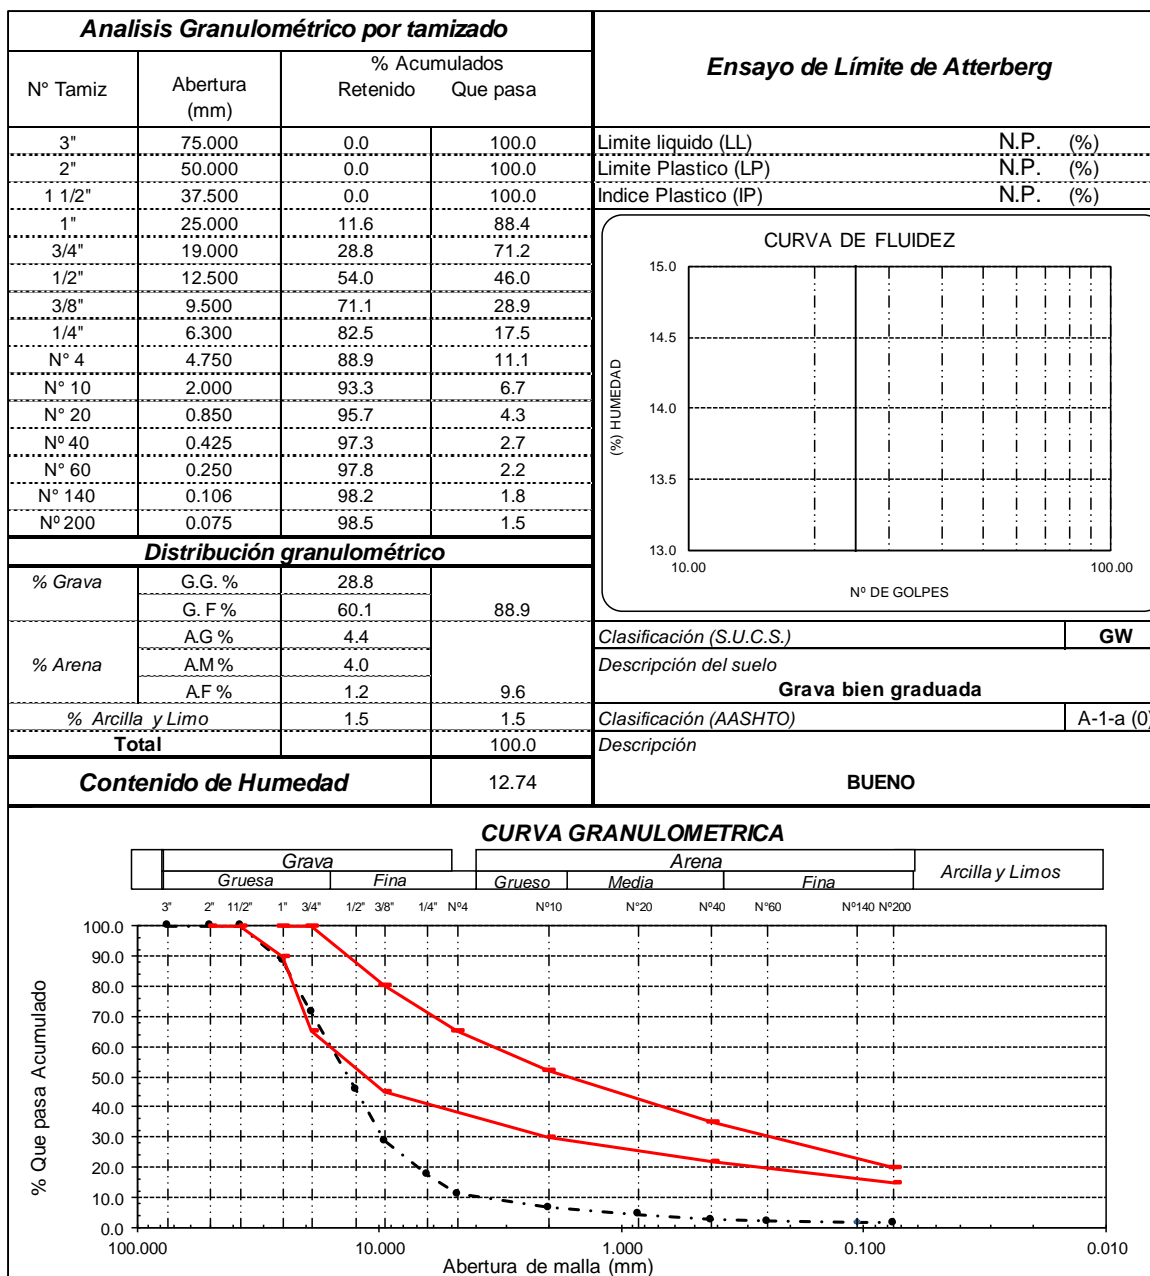 Analisis Granulométrico por tamizado
N° Tamiz Abertura (mm) % Acumulados Retenido Que pasa
3" 75.000 0.0 100.0
2" 50.000 0.0 100.0
1 1/2" 37.500 0.0 100.0
1" 25.000 11.6 88.4
3/4" 19.000 28.8 71.2
1/2" 12.500 54.0 46.0
3/8" 9.500 71.1 28.9
1/4" 6.300 82.5 17.5
N° 4 4.750 88.9 11.1
N° 10 2.000 93.3 6.7
N° 20 0.850 95.7 4.3
Nº 40 0.425 97.3 2.7
N° 60 0.250 97.8 2.2
N° 140 0.106 98.2 1.8
Nº 200 0.075 98.5 1.5
Distribución granulométrico
% Grava G.G. % 28.8
G. F % 60.1 88.9
A.G % 4.4
% Arena A.M % 4.0
A.F % 1.2 9.6
% Arcilla y Limo 1.5 1.5
Total 100.0
Contenido de Humedad 12.74
Ensayo de Límite de Atterberg
Limite liquido (LL) N.P. (%)
Limite Plastico (LP) N.P. (%)
Indice Plastico (IP) N.P. (%)
CURVA DE FLUIDEZ
(%) HUMEDAD
15.0
14.5
14.0
13.5
13.0
10.00 100.00
Nº DE GOLPES
Clasificación (S.U.C.S.) GW
Descripción del suelo
Grava bien graduada
Clasificación (AASHTO) A-1-a (0)
Descripción
BUENO
CURVA GRANULOMETRICA
Grava Arena Arcilla y Limos
Gruesa Fina Grueso Media Fina
3" 2" 11/2" 1" 3/4" 1/2" 3/8" 1/4" Nº4 Nº10 Nº20 Nº40 Nº60 Nº140 Nº200
% Que pasa Acumulado
100.0
90.0
80.0
70.0
60.0
50.0
40.0
30.0
20.0
10.0
0.0
100.000 10.000 1.000 0.100 0.010
Abertura de malla (mm)